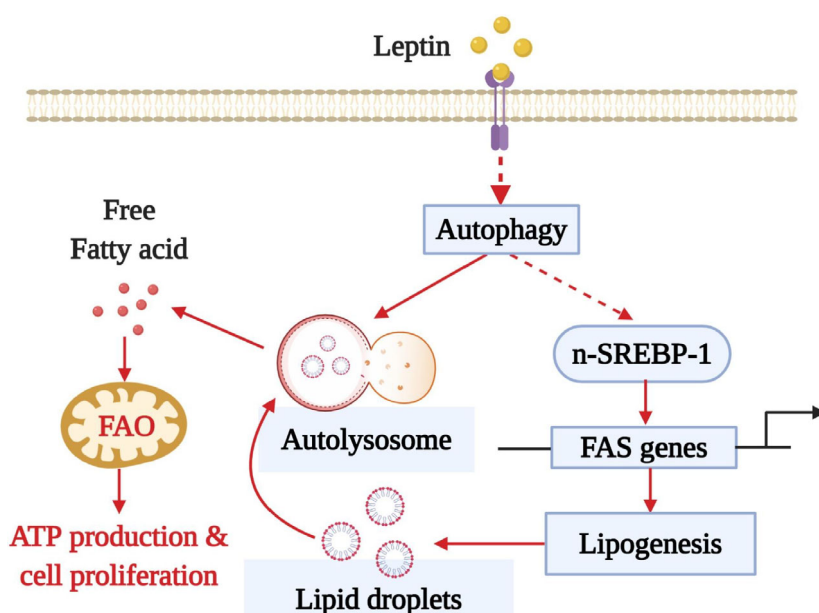 Leptin
Autophagy
Free
Fatty acid
n-SREBP-1
FAO
Autolysosome
FAS genes
ATP production &
cell proliferation
Lipogenesis
Lipid droplets